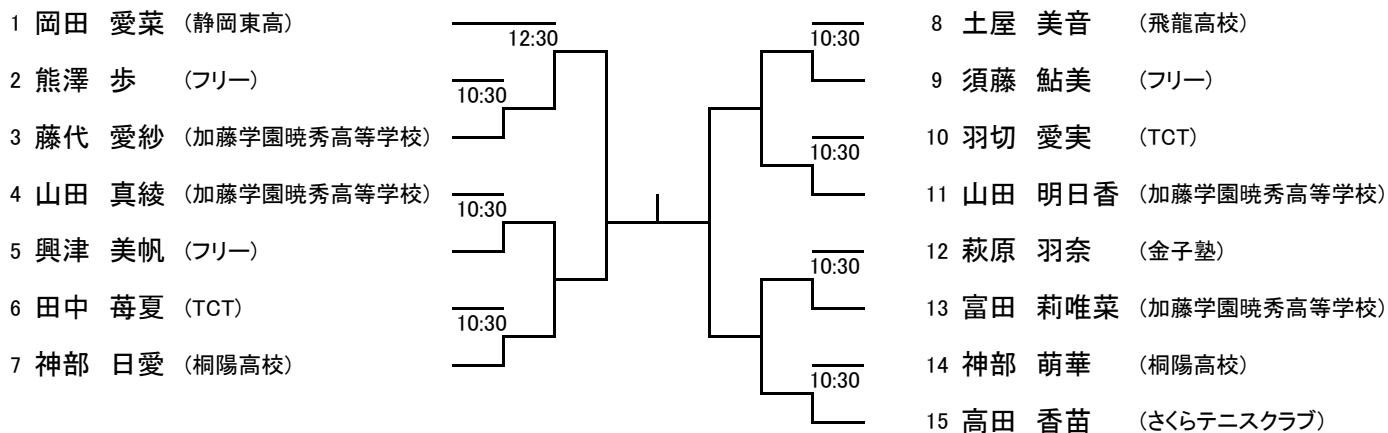 1 岡田 愛菜 (静岡東高)
12:30
2 熊澤 歩 (フリー)
10:30
3 藤代 愛紗 (加藤学園暁秀高等学校)
4 山田 真綾 (加藤学園暁秀高等学校)
10:30
5 興津 美帆 (フリー)
6 田中 苺夏 (TCT)
10:30
7 神部 日愛 (桐陽高校)
8 土屋 美音 (飛龍高校)
10:30
9 須藤 鮎美 (フリー)
10 羽切 愛実 (TCT)
10:30
11 山田 明日香 (加藤学園暁秀高等学校)
12 萩原 羽奈 (金子塾)
10:30
13 富田 莉唯菜 (加藤学園暁秀高等学校)
14 神部 萌華 (桐陽高校)
10:30
15 高田 香苗 (さくらテニスクラブ)